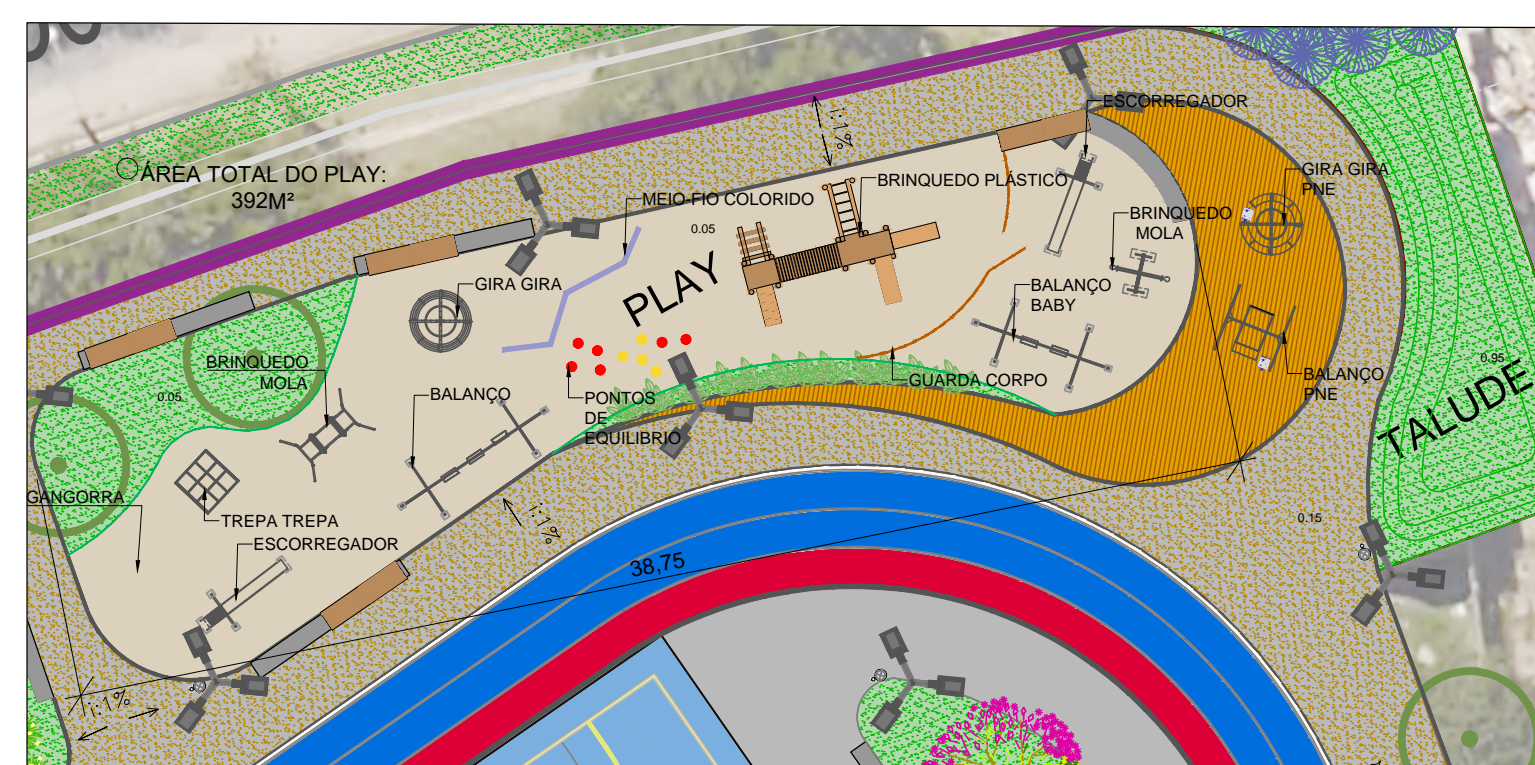 ÁREA TOTAL DO PLAY:
392M²
i:1%
ESCORREGADOR
GIRA GIRA
PNE
BRINQUEDO PLÁSTICO
MEIO-FIO COLORIDO
0.05
BRINQUEDO
MOLA
PLAY
GIRA GIRA
BALANÇO
BABY
BRINQUEDO
MOLA
0.05
BALANÇO
PONTOS
DE
EQUILIBRIO
GUARDA CORPO
BALANÇO
PNE
0.95
TALUDE
GANGORRA
TREPA TREPA
ESCORREGADOR
i:1%
0.15
38,75
i:1%